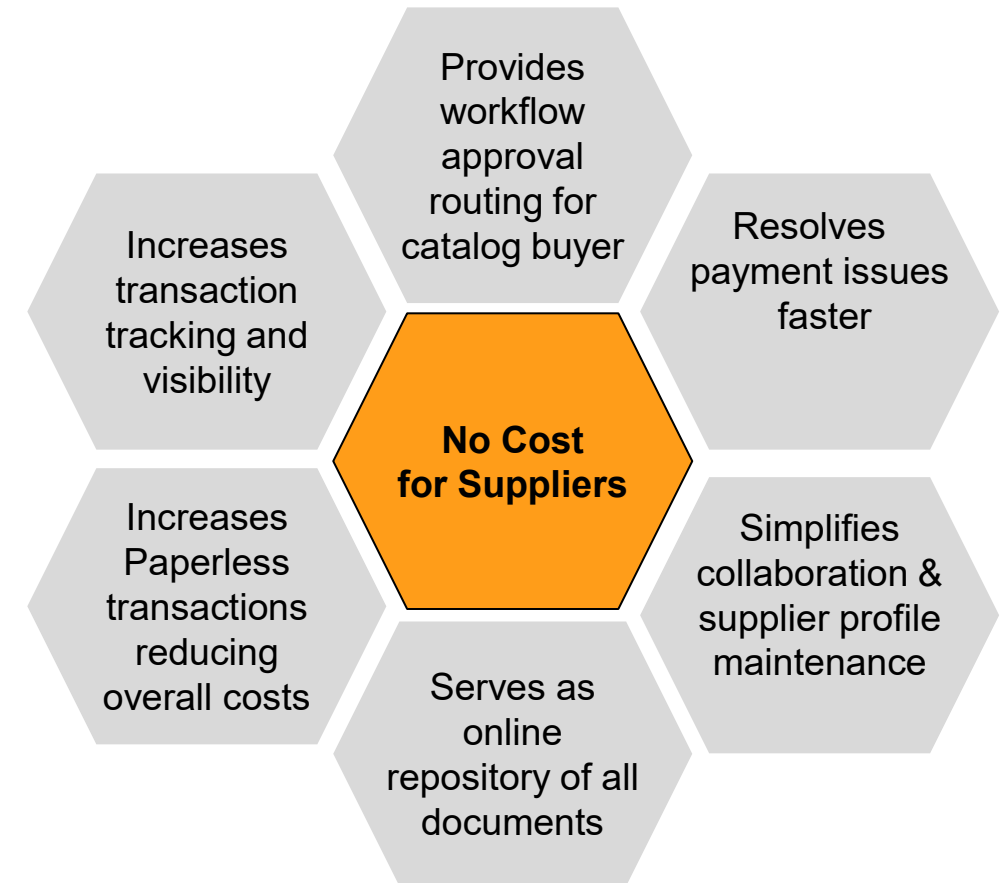 Provides
workflow
approval
routing for
catalog buyer
Resolves
payment issues
faster
Increases
transaction
tracking and
visibility
No Cost
for Suppliers
Simplifies
collaboration &
supplier profile
maintenance
Increases
Paperless
transactions
reducing
overall costs
Serves as
online
repository of all
documents